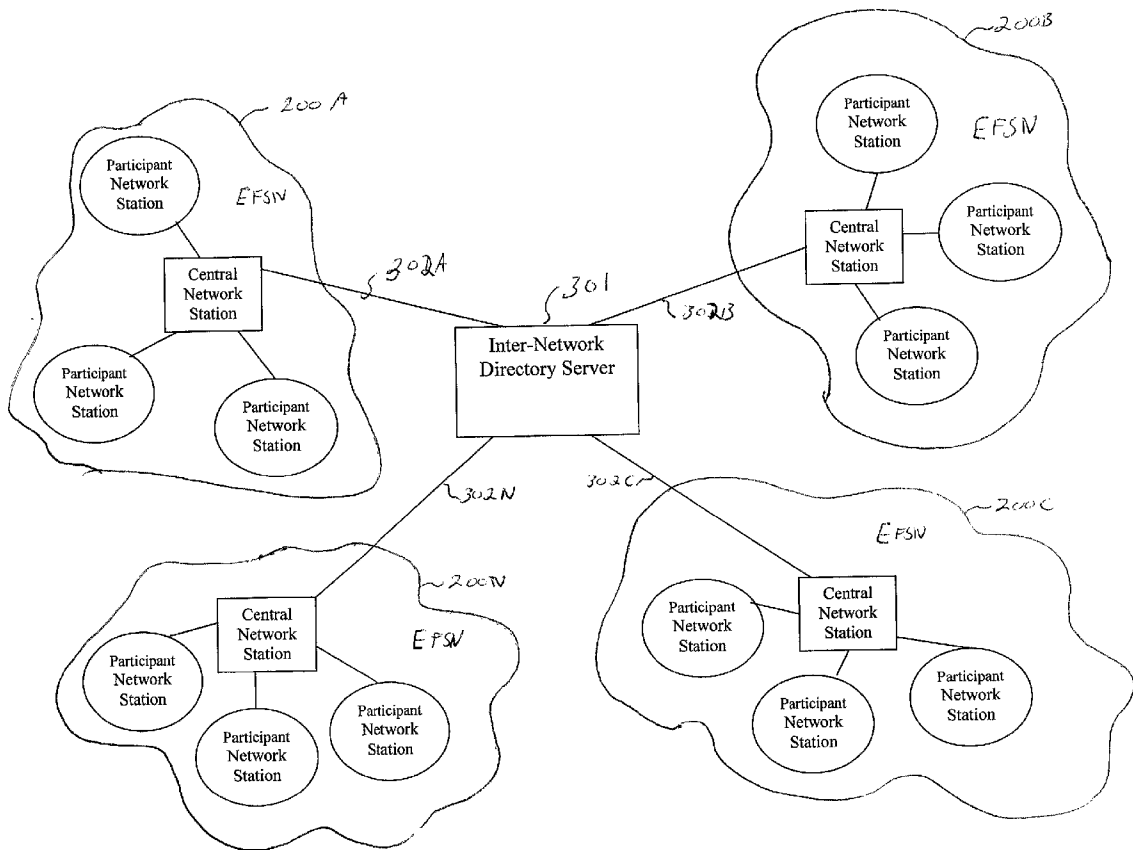 200A
Participant
Network
Station
EFSN
Central
Network
Station
Participant
Network
Station
Participant
Network
Station
302A
301
Inter-Network
Directory Server
302B
200B
Participant
Network
Station
EFSN
Participant
Network
Station
Central
Network
Station
Participant
Network
Station
302N
200N
Central
Network
Station
EFSN
Participant
Network
Station
Participant
Network
Station
Participant
Network
Station
302C
200C
EFSN
Participant
Network
Station
Central
Network
Station
Participant
Network
Station
Participant
Network
Station